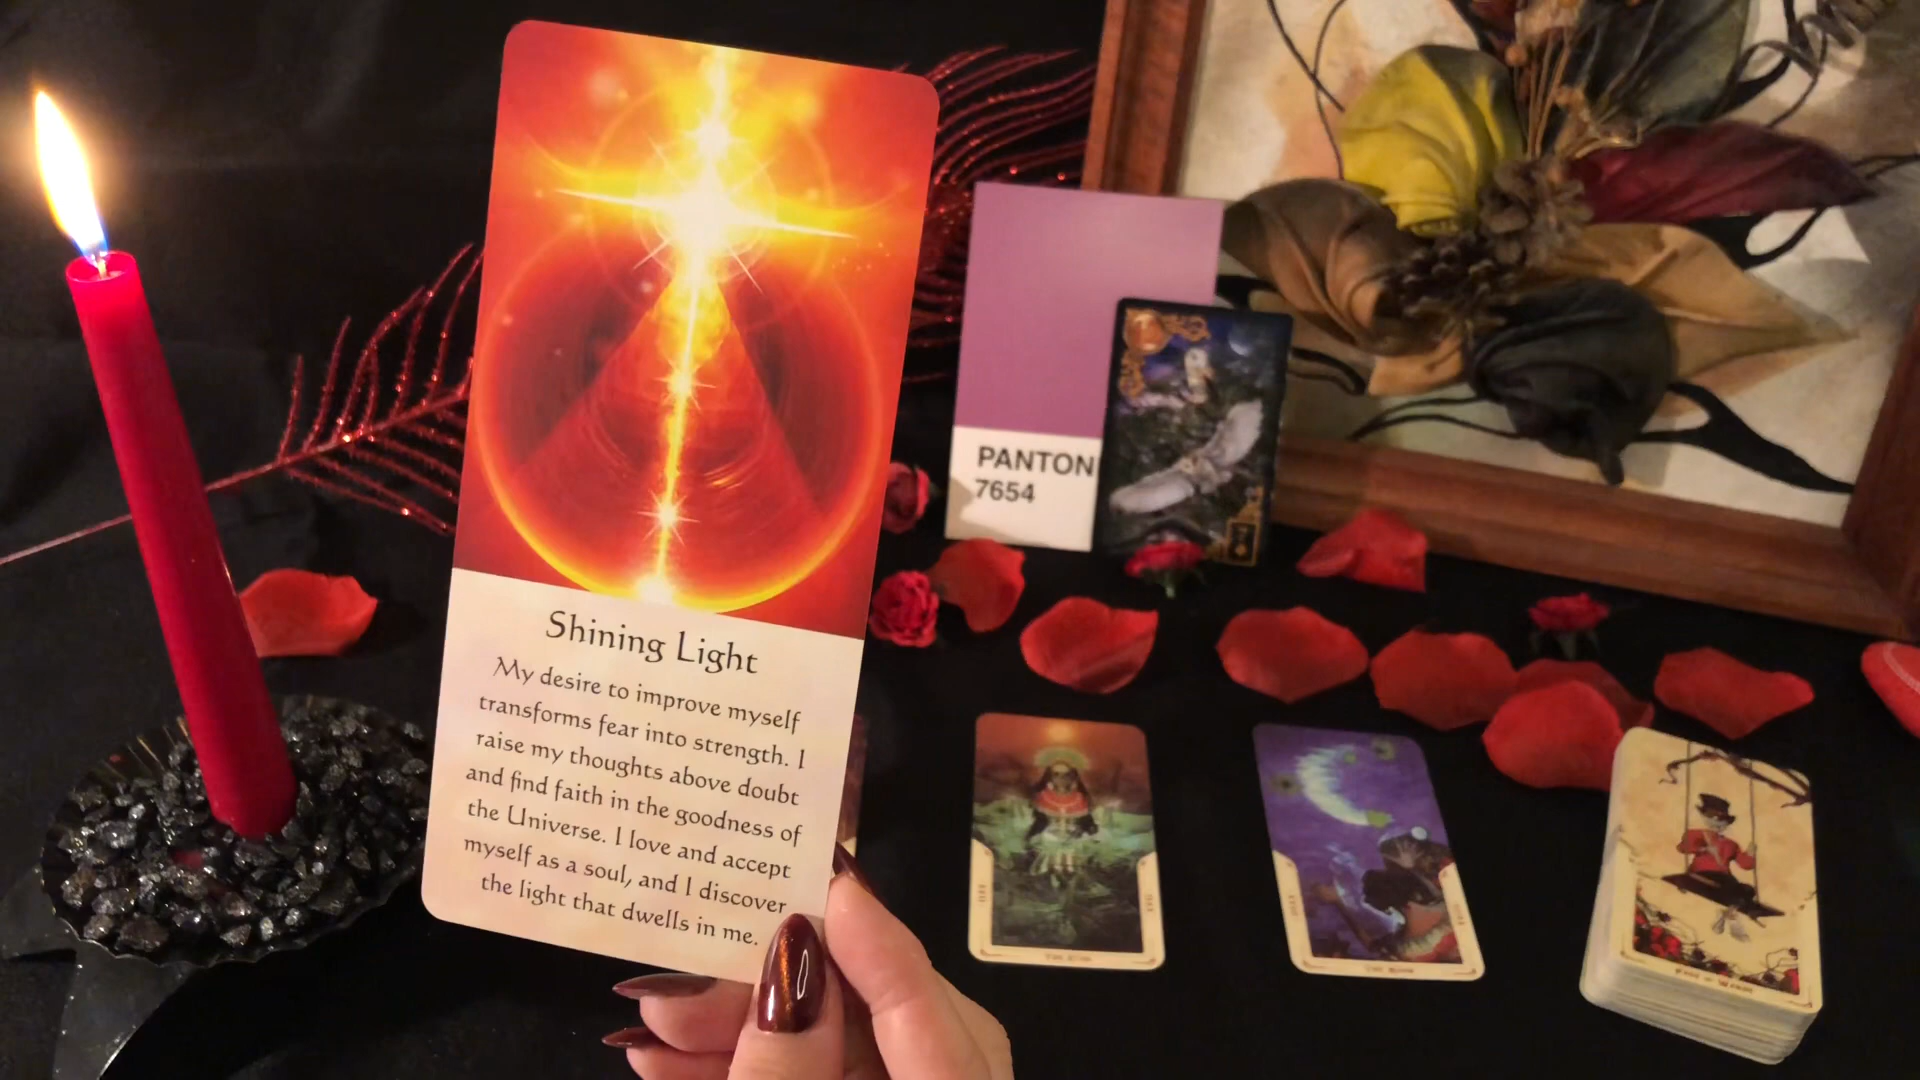 Shining Light
My desire to improve myself
transforms fear into strength. I
raise my thoughts above doubt
and find faith in the goodness of
the Universe. I love and accept
myself as a soul, and I discover
the light that dwells in me.
PANTON
7654
THE MOON